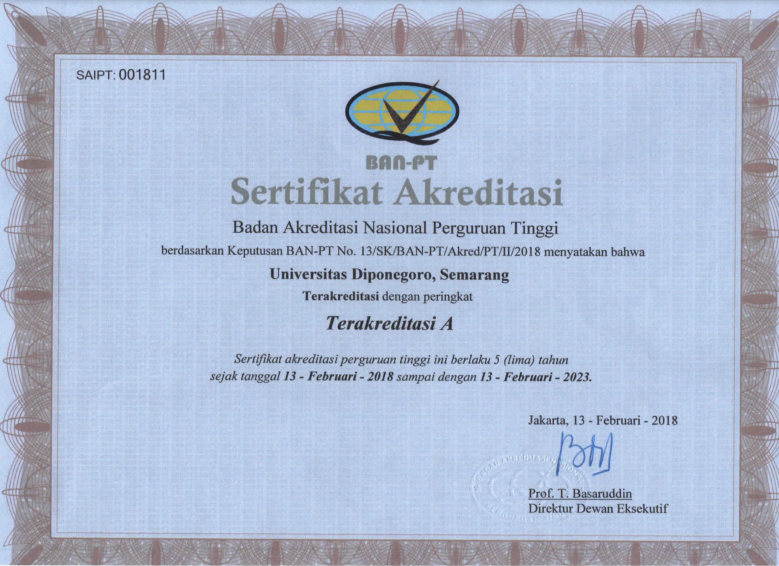 SAIPT: 001811
BAN-PT
Sertifikat Akreditasi
Badan Akreditasi Nasional Perguruan Tinggi
berdasarkan Keputusan BAN-PT No. 13/SK/BAN-PT/Akred/PT/II/2018 menyatakan bahwa
Universitas Diponegoro, Semarang
Terakreditasi dengan peringkat
Terakreditasi A
Sertifikat akreditasi perguruan tinggi ini berlaku 5 (lima) tahun
sejak tanggal 13 - Februari - 2018 sampai dengan 13 - Februari - 2023.
Jakarta, 13 - Februari - 2018
Prof. T. Basaruddin
Direktur Dewan Eksekutif